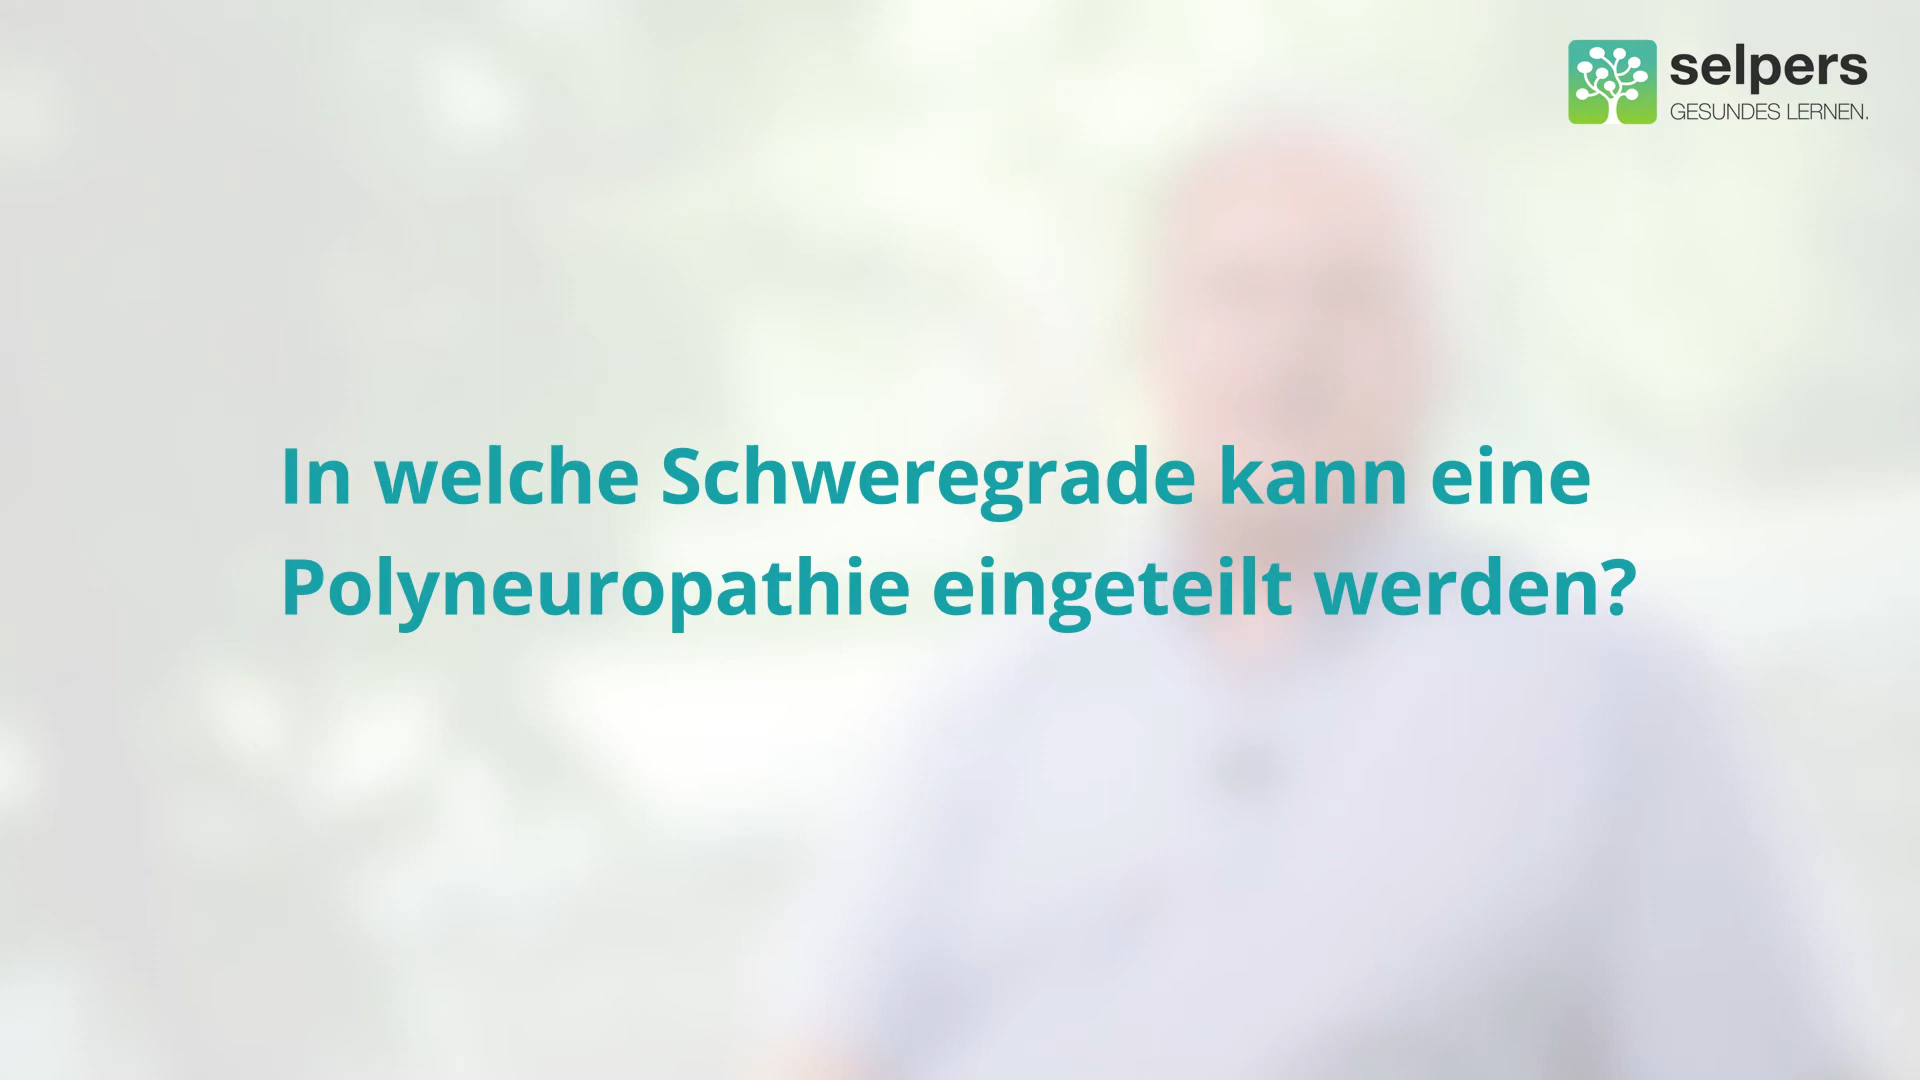 selpers
GESUNDES LERNEN.
In welche Schweregrade kann eine
Polyneuropathie eingeteilt werden?